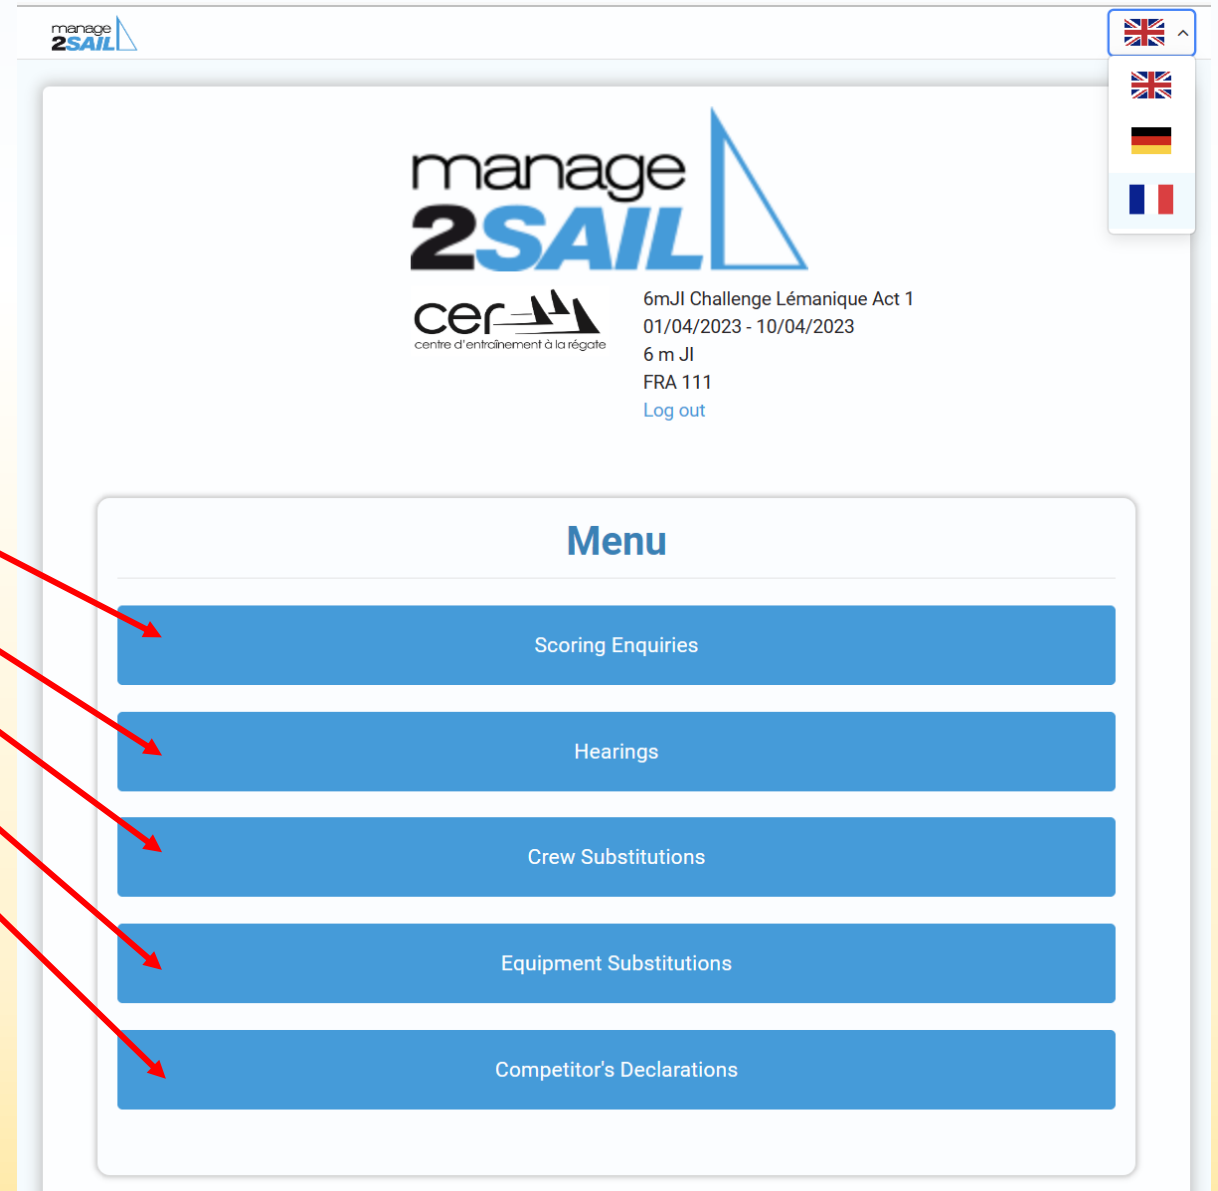 manage
2SAIL
manage
2SAIL
cer
centre d'entraînement à la régate
6mJI Challenge Lémanique Act 1
01/04/2023 - 10/04/2023
6 m JI
FRA 111
Log out
Menu
Scoring Enquiries
Hearings
Crew Substitutions
Equipment Substitutions
Competitor's Declarations